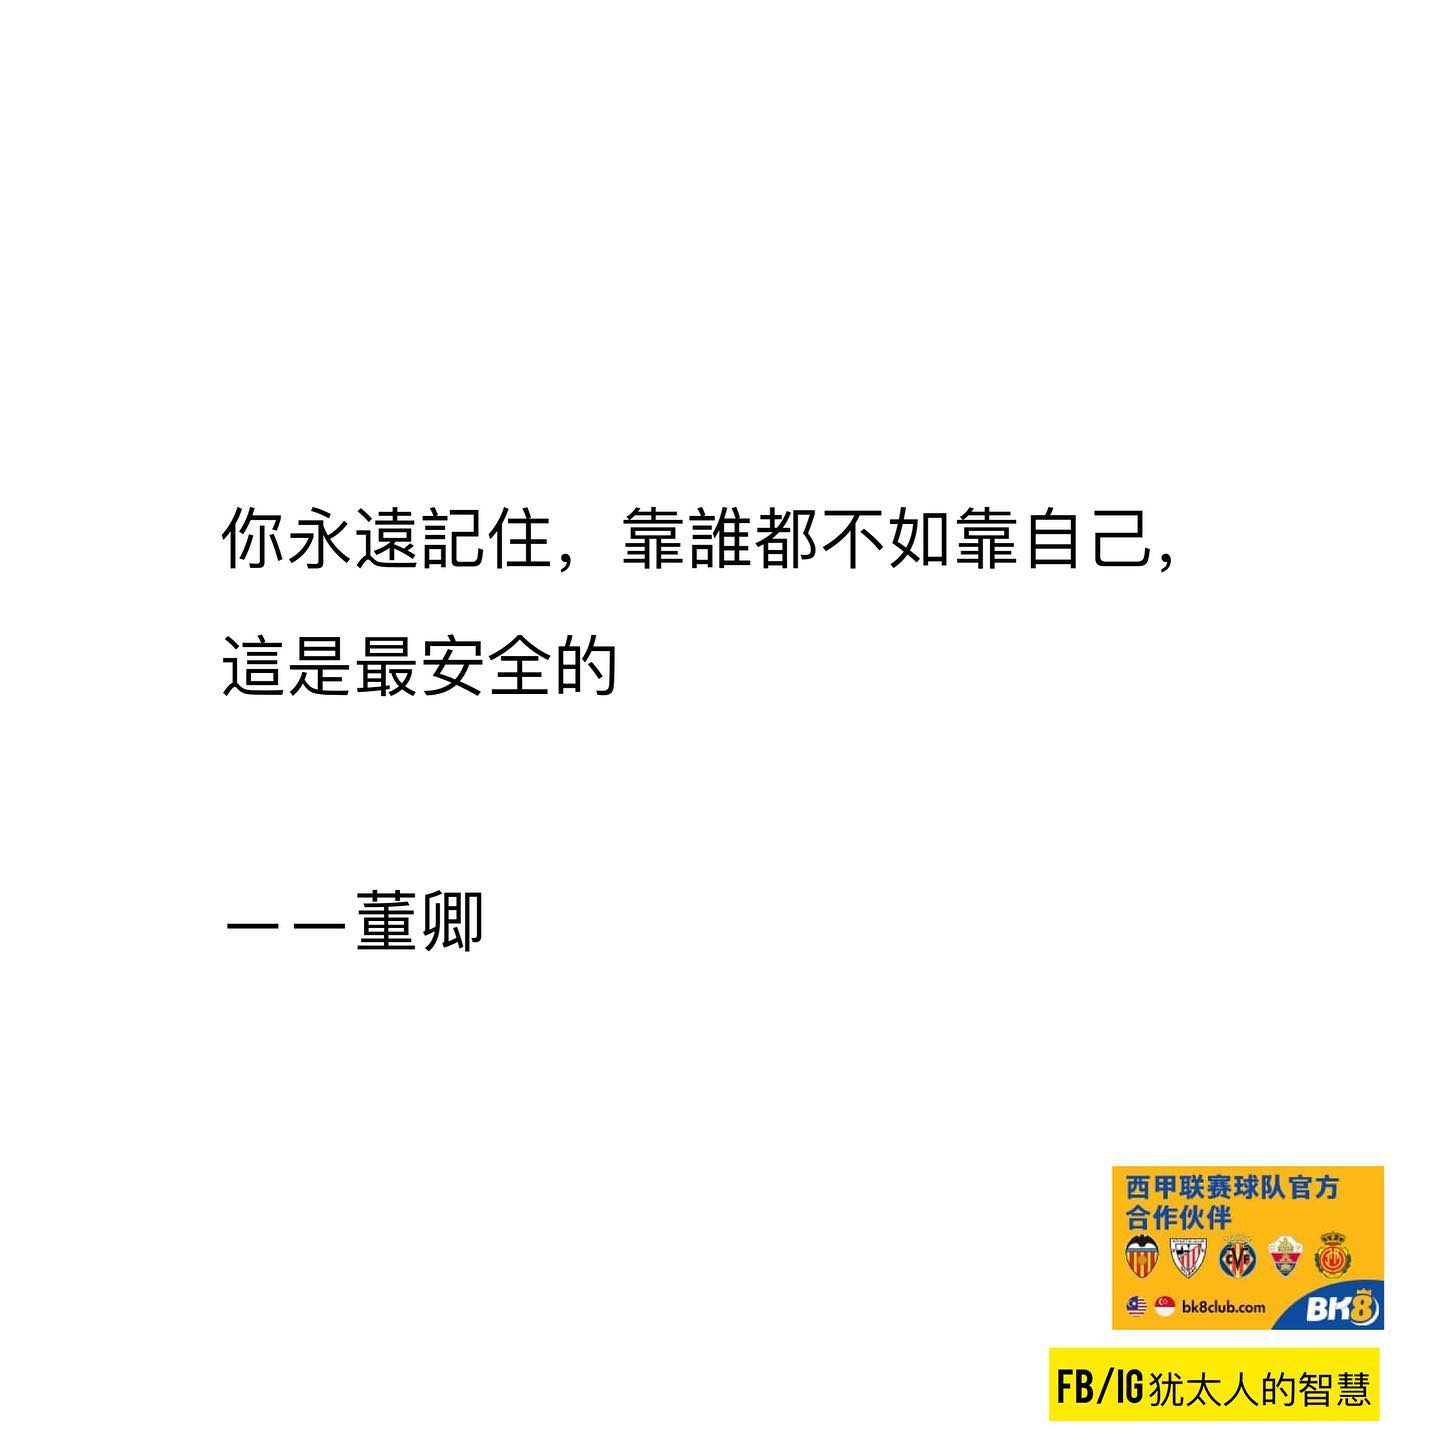 你永遠記住，靠誰都不如靠自己，
這是最安全的
——董卿
西甲联赛球队官方
合作伙伴
bk8club.com
BK8
FB/IG犹太人的智慧